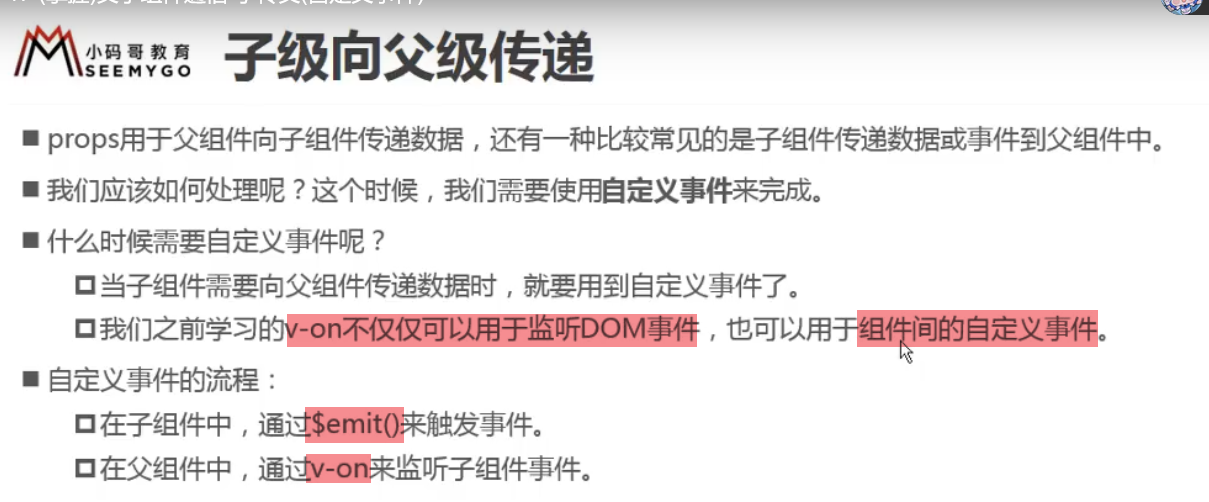 小码哥教育
SEEMYGO
子级向父级传递
props用于父组件向子组件传递数据，还有一种比较常见的是子组件传递数据或事件到父组件中。
我们应该如何处理呢？这个时候，我们需要使用自定义事件来完成。
什么时候需要自定义事件呢？
当子组件需要向父组件传递数据时，就要用到自定义事件了。
我们之前学习的v-on不仅仅可以用于监听DOM事件，也可以用于组件间的自定义事件。
自定义事件的流程：
在子组件中，通过$emit()来触发事件。
在父组件中，通过v-on来监听子组件事件。